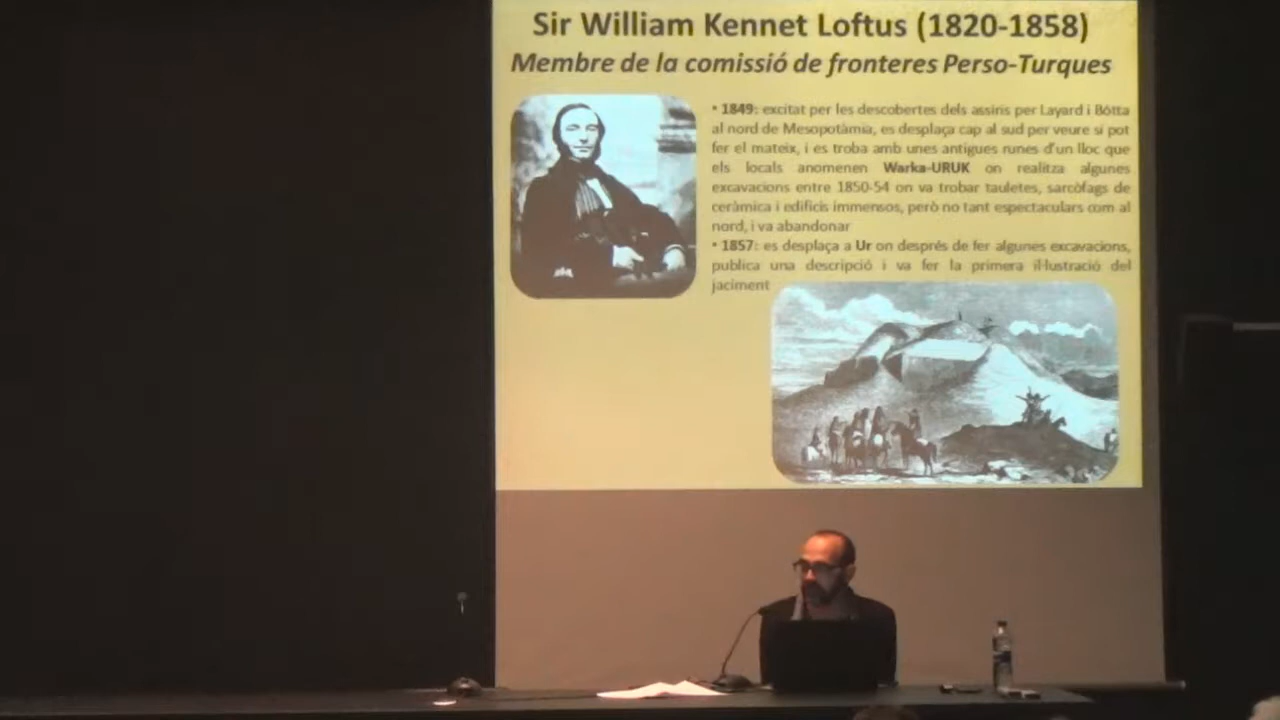 Sir William Kennet Loftus (1820-1858)
Membre de la comissió de fronteres Perso-Turques
• 1849: excitat per les descobertes dels assiris per Layard i Botta
al nord de Mesopotàmia, es desplaça cap al sud per veure si pot
fer el mateix, i es troba amb unes antigues runes d'un lloc que
els locals anomenen Warka-URUK on realitza algunes
excavacions entre 1850-54 on va trobar tauletes, sarcòfags de
ceràmica i edificis immensos, però no tant espectaculars com al
nord, i va abandonar
• 1857: es desplaça a Ur on després de fer algunes excavacions,
publica una descripció i va fer la primera il·lustració del
jaciment